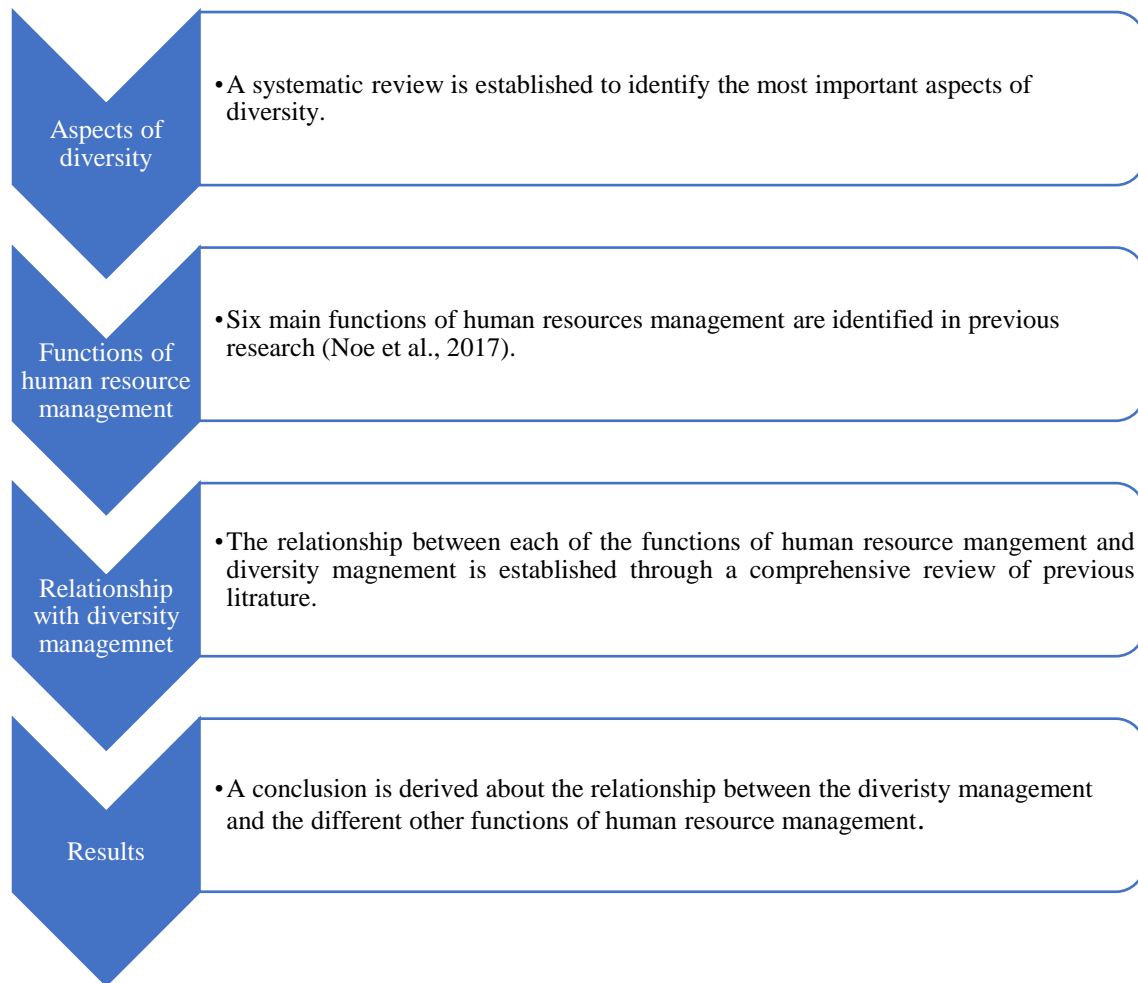 Aspects of
diversity
•A systematic review is established to identify the most important aspects of
diversity.
Functions of
human resource
management
•Six main functions of human resources management are identified in previous
research (Noe et al., 2017).
Relationship
with diversity
managemnet
•The relationship between each of the functions of human resource mangement and
diversity magnement is established through a comprehensive review of previous
litrature.
Results
•A conclusion is derived about the relationship between the diveristy management
and the different other functions of human resource management.